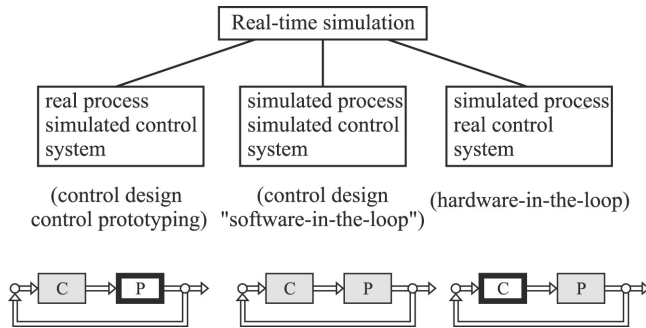 Real-time simulation
real process
simulated control
system
simulated process
simulated control
system
simulated process
real control
system
(control design
control prototyping)
(control design
"software-in-the-loop")
(hardware-in-the-loop)
C P
C P
C P